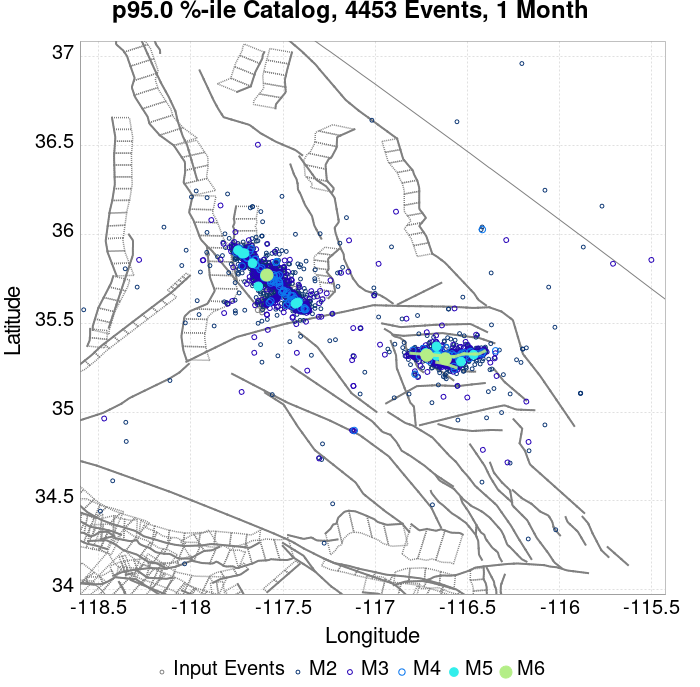 p95.0 %-ile Catalog, 4453 Events, 1 Month
Latitude
37
36.5
36
35.5
35
34.5
34
-118.5 -118 -117.5 -117 -116.5 -116 -115.5
Longitude
Input Events M2 M3 M4 M5 M6